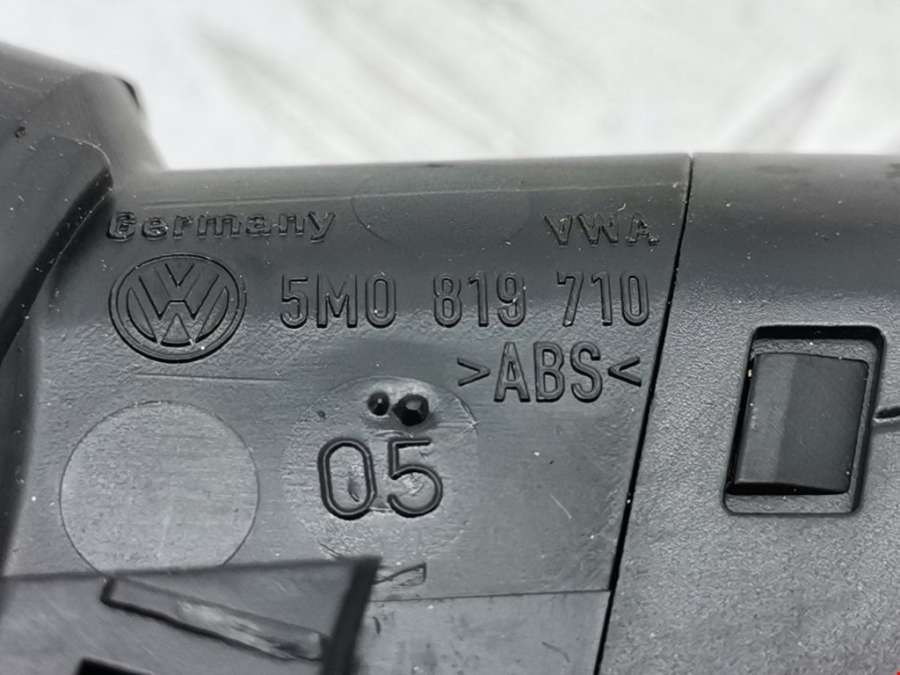 Germany VWA
5M0 819 710
>ABS<
05